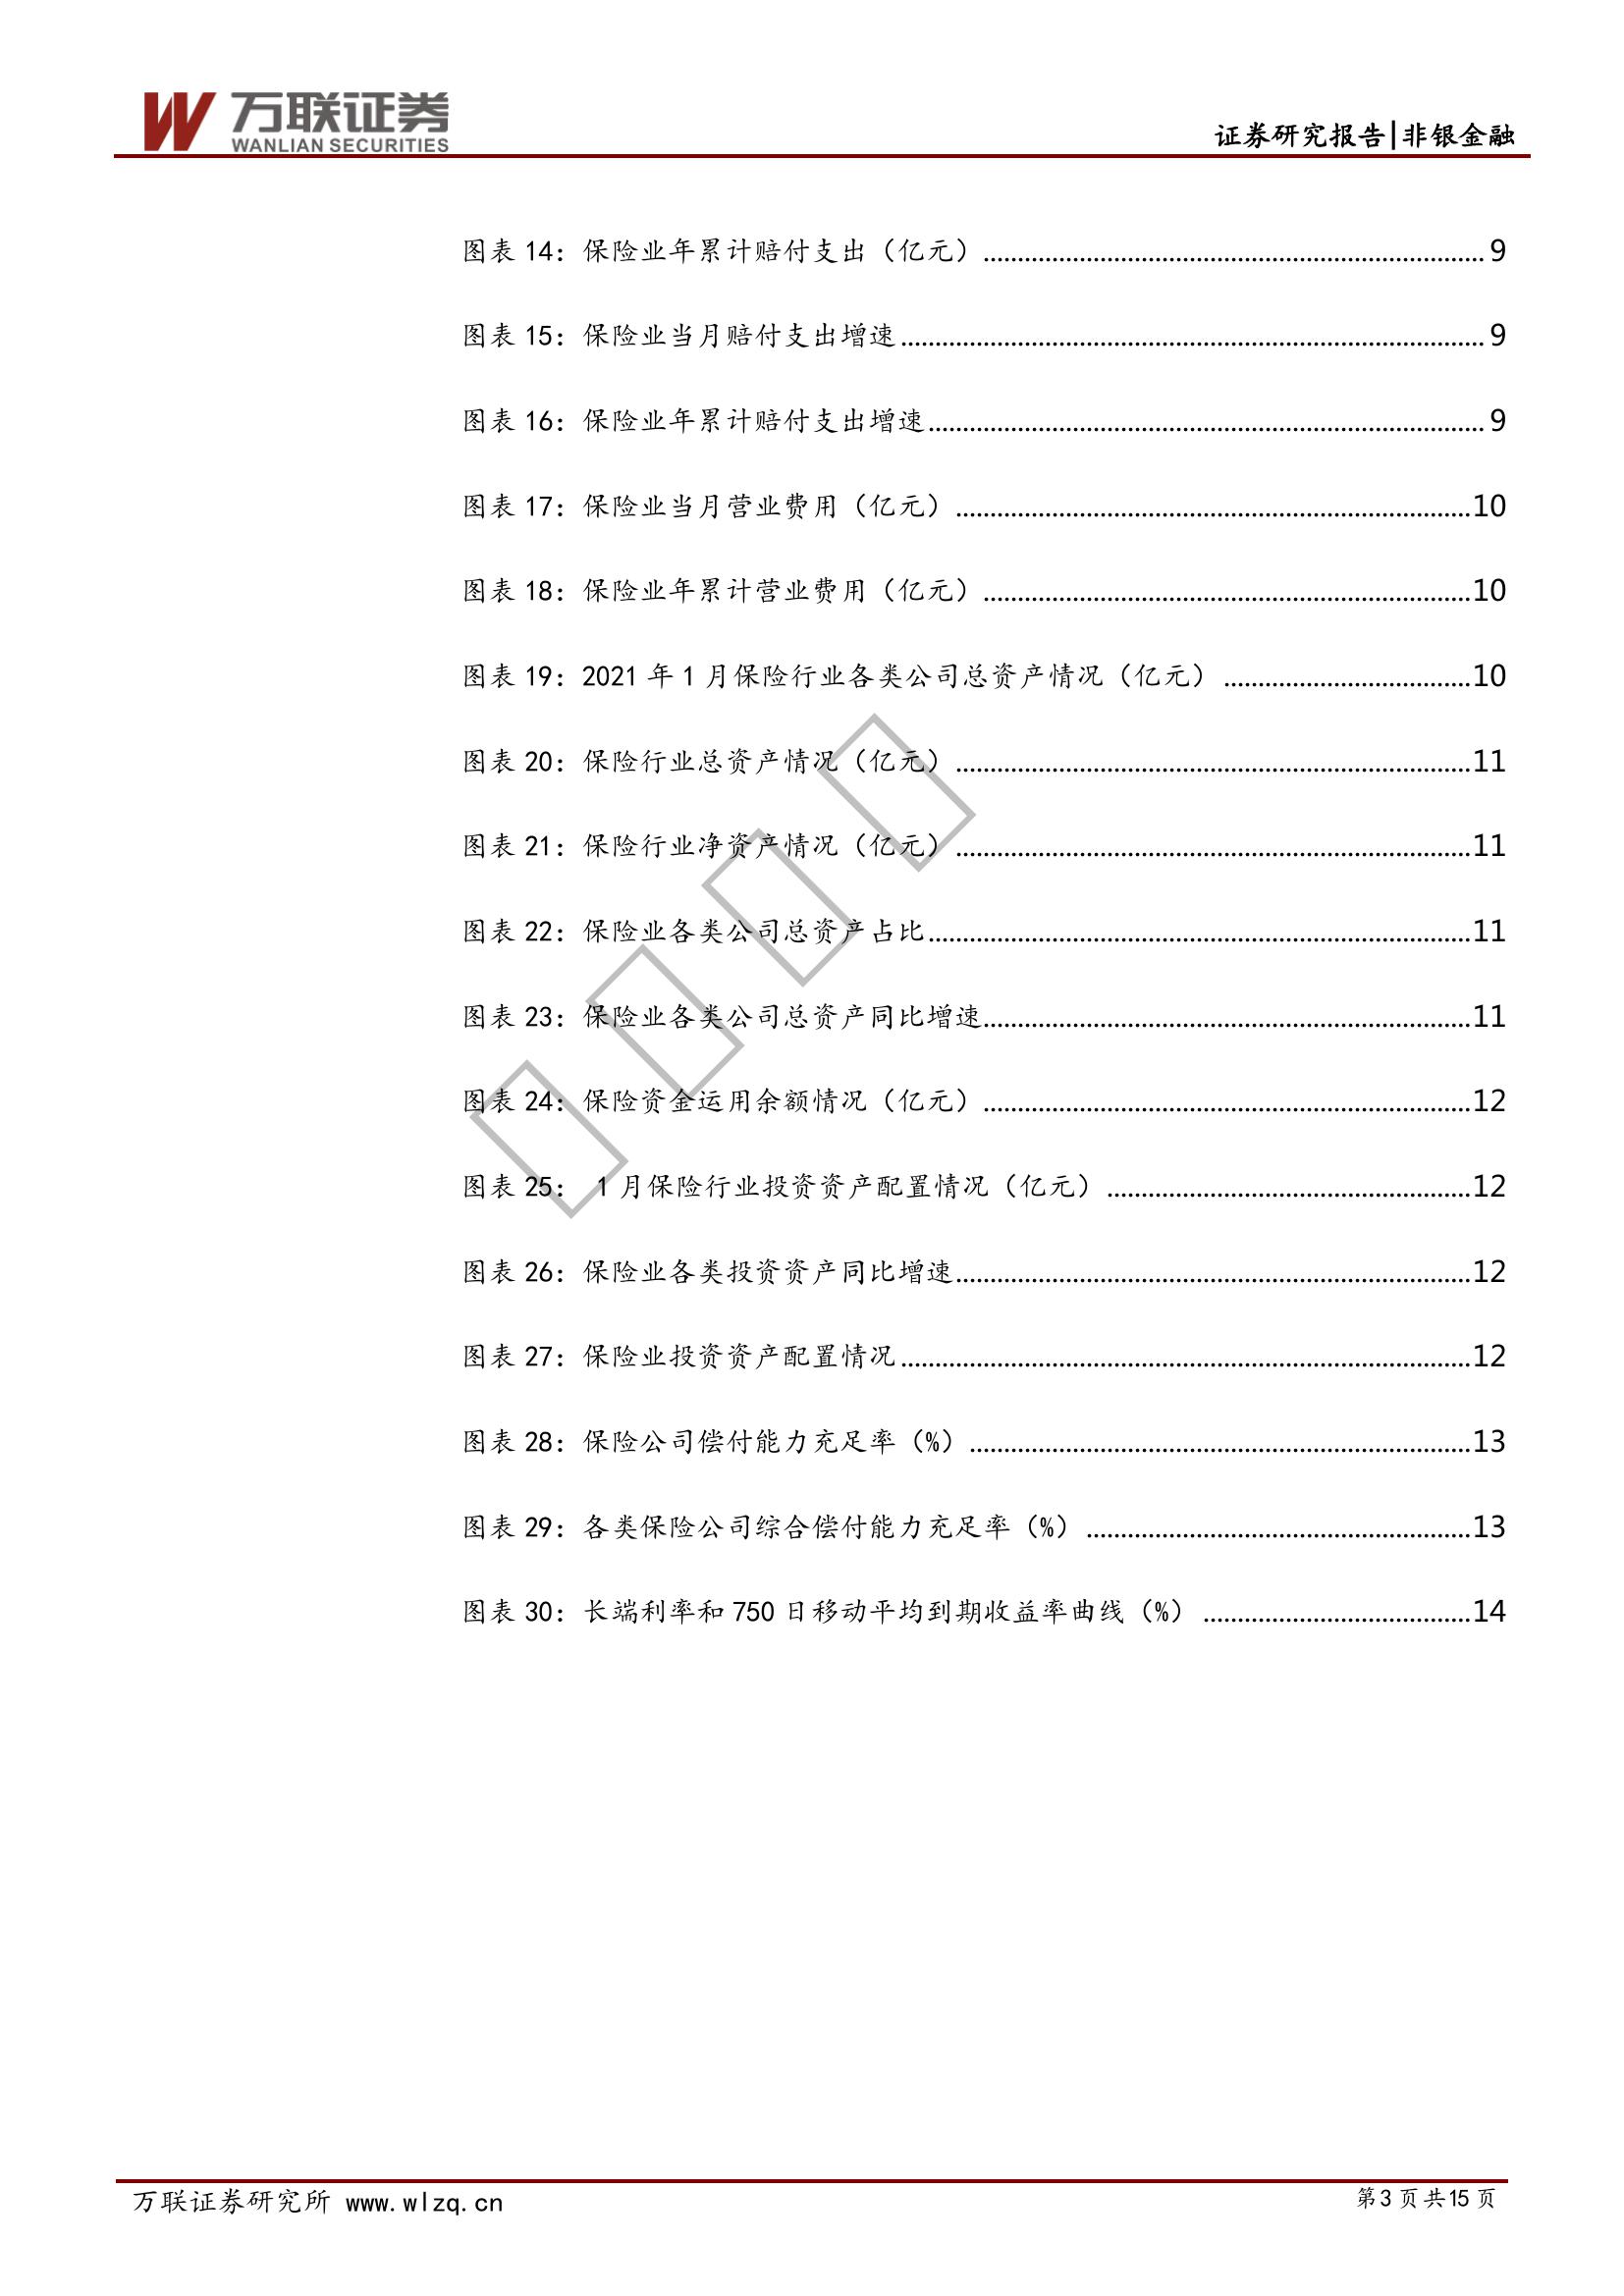 万联证券
WANLIAN SECURITIES
证券研究报告|非银金融
图表 14：保险业年累计赔付支出（亿元）..........9
图表 15：保险业当月赔付支出增速..........9
图表 16：保险业年累计赔付支出增速..........9
图表 17：保险业当月营业费用（亿元）..........10
图表 18：保险业年累计营业费用（亿元）..........10
图表 19：2021 年 1 月保险行业各类公司总资产情况（亿元）..........10
图表 20：保险行业总资产情况（亿元）..........11
图表 21：保险行业净资产情况（亿元）..........11
图表 22：保险业各类公司总资产占比..........11
图表 23：保险业各类公司总资产同比增速..........11
图表 24：保险资金运用余额情况（亿元）..........12
图表 25： 1 月保险行业投资资产配置情况（亿元）..........12
图表 26：保险业各类投资资产同比增速..........12
图表 27：保险业投资资产配置情况..........12
图表 28：保险公司偿付能力充足率（%）..........13
图表 29：各类保险公司综合偿付能力充足率（%）..........13
图表 30：长端利率和 750 日移动平均到期收益率曲线（%）..........14
万联证券研究所 www.wlzq.cn
第 3 页 共 15 页